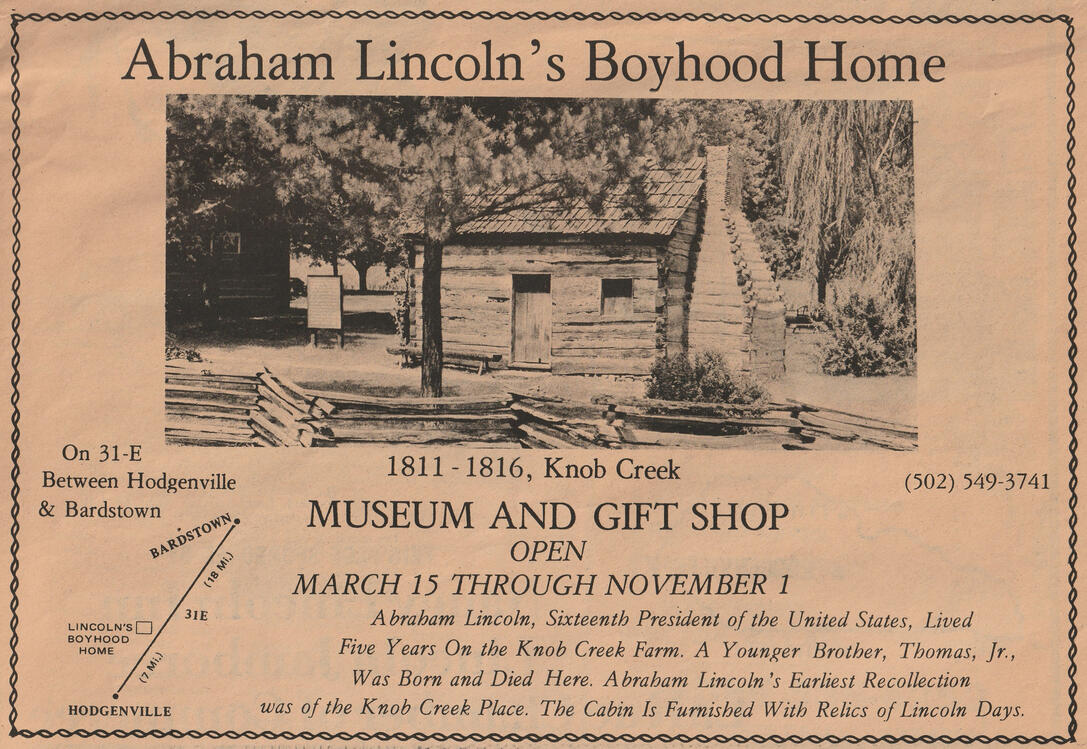 Abraham Lincoln's Boyhood Home
1811 - 1816, Knob Creek
On 31-E
Between Hodgenville
& Bardstown
(502) 549-3741
MUSEUM AND GIFT SHOP
OPEN
MARCH 15 THROUGH NOVEMBER 1
Abraham Lincoln, Sixteenth President of the United States, Lived
Five Years On the Knob Creek Farm. A Younger Brother, Thomas, Jr.,
Was Born and Died Here. Abraham Lincoln's Earliest Recollection
was of the Knob Creek Place. The Cabin Is Furnished With Relics of Lincoln Days.
BARDSTOWN
(18 MI.)
31E
LINCOLN'S
BOYHOOD
HOME
(7 MI.)
HODGENVILLE